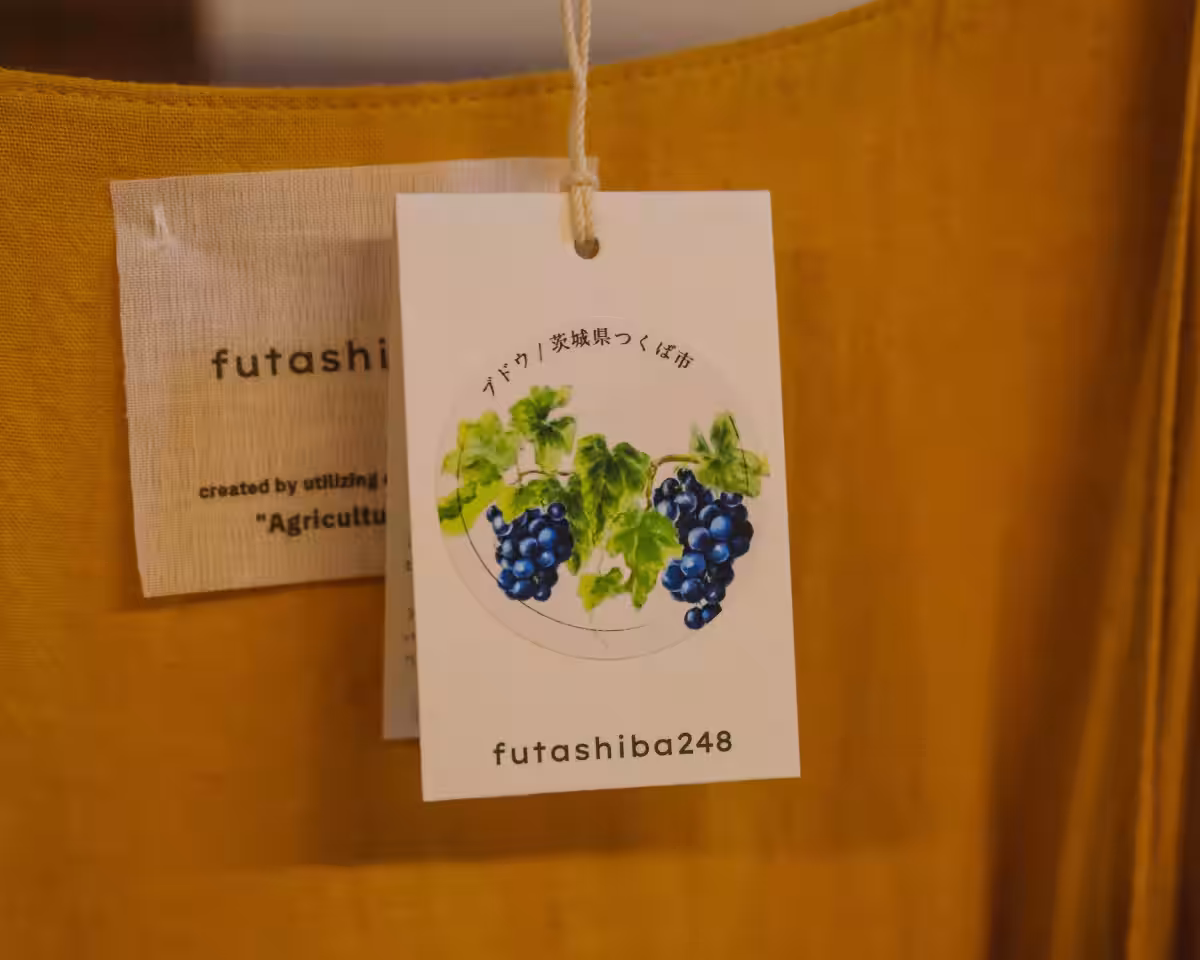 futashi
created by utilizing
"Agricultu
ブドウ/茨城県つくば市
futashiba248